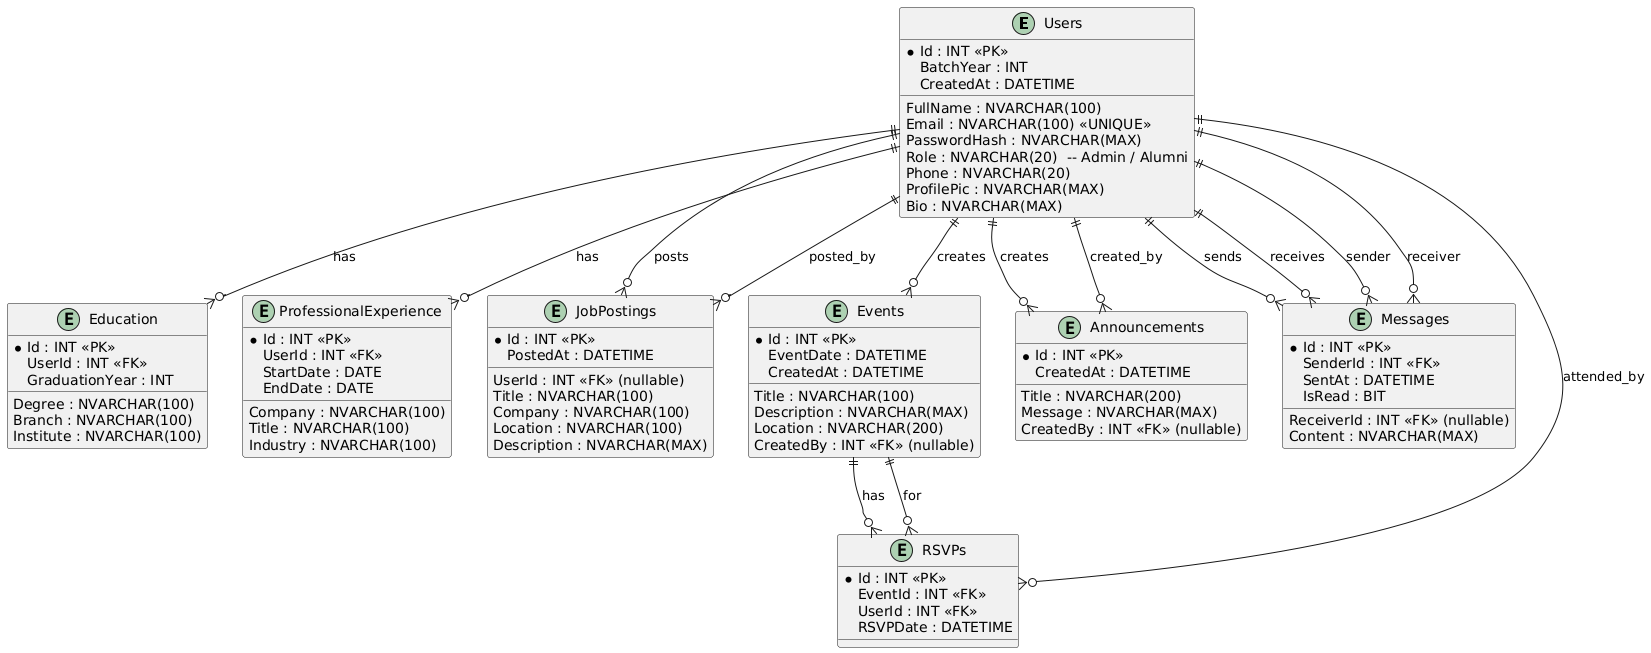 E Users
* Id : INT «PK»
BatchYear : INT
CreatedAt : DATETIME
FullName : NVARCHAR(100)
Email : NVARCHAR(100) «UNIQUE»
PasswordHash : NVARCHAR(MAX)
Role : NVARCHAR(20)  -- Admin / Alumni
Phone : NVARCHAR(20)
ProfilePic : NVARCHAR(MAX)
Bio : NVARCHAR(MAX)
has
has
posts
posted_by
creates
creates
created_by
sends
receives
sender
receiver
attended_by
E Education
* Id : INT «PK»
UserId : INT «FK»
GraduationYear : INT
Degree : NVARCHAR(100)
Branch : NVARCHAR(100)
Institute : NVARCHAR(100)
E ProfessionalExperience
* Id : INT «PK»
UserId : INT «FK»
StartDate : DATE
EndDate : DATE
Company : NVARCHAR(100)
Title : NVARCHAR(100)
Industry : NVARCHAR(100)
E JobPostings
* Id : INT «PK»
PostedAt : DATETIME
UserId : INT «FK» (nullable)
Title : NVARCHAR(100)
Company : NVARCHAR(100)
Location : NVARCHAR(100)
Description : NVARCHAR(MAX)
E Events
* Id : INT «PK»
EventDate : DATETIME
CreatedAt : DATETIME
Title : NVARCHAR(100)
Description : NVARCHAR(MAX)
Location : NVARCHAR(200)
CreatedBy : INT «FK» (nullable)
E Announcements
* Id : INT «PK»
CreatedAt : DATETIME
Title : NVARCHAR(200)
Message : NVARCHAR(MAX)
CreatedBy : INT «FK» (nullable)
E Messages
* Id : INT «PK»
SenderId : INT «FK»
SentAt : DATETIME
IsRead : BIT
ReceiverId : INT «FK» (nullable)
Content : NVARCHAR(MAX)
has
for
E RSVPs
* Id : INT «PK»
EventId : INT «FK»
UserId : INT «FK»
RSVPDate : DATETIME